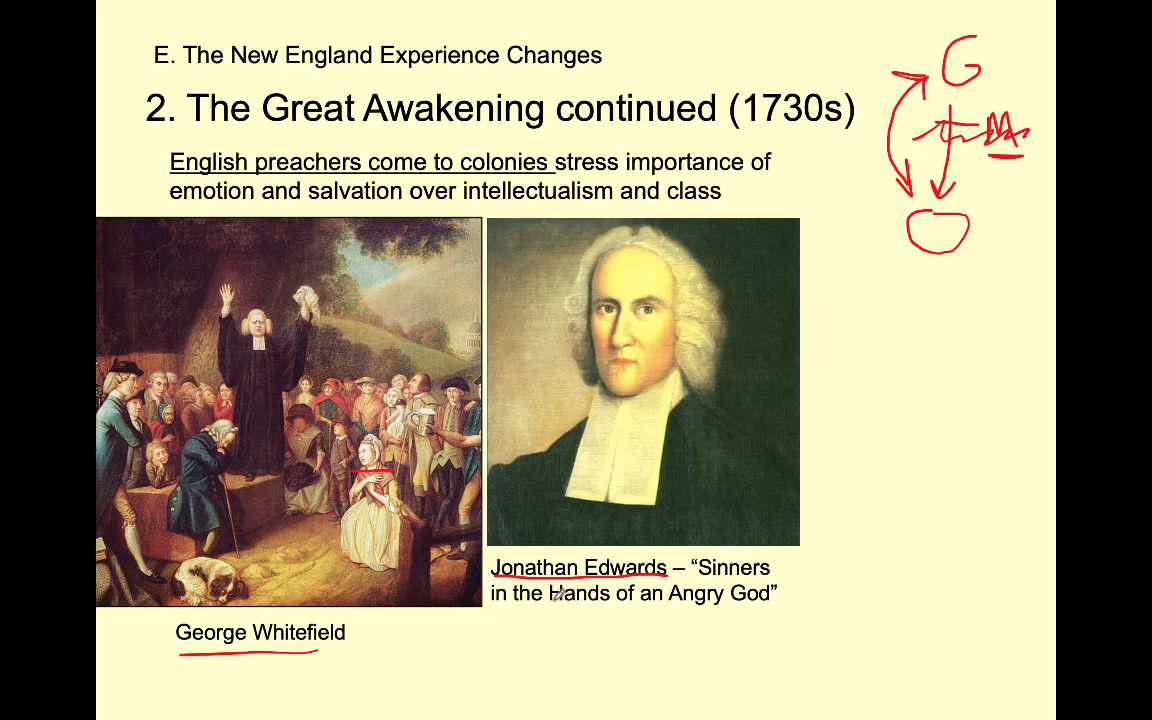 E. The New England Experience Changes
2. The Great Awakening continued (1730s)
English preachers come to colonies stress importance of
emotion and salvation over intellectualism and class
G
Jonathan Edwards – “Sinners
in the Hands of an Angry God”
George Whitefield